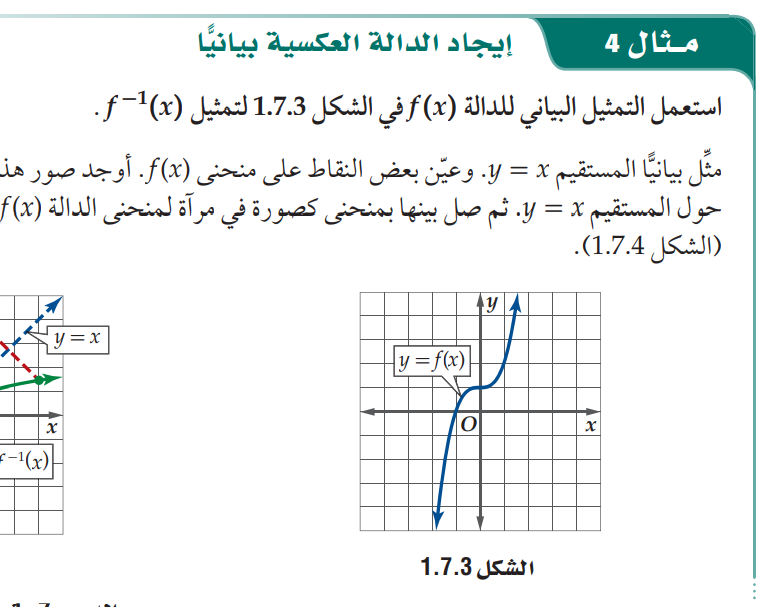 مـثال 4 إيجاد الدالة العكسية بيانيًّا
استعمل التمثيل البياني للدالة f(x) في الشكل 1.7.3 لتمثيل f⁻¹(x).
مثِّل بيانيًّا المستقيم y = x. وعيّن بعض النقاط على منحنى f(x). أوجد صور
حول المستقيم y = x. ثم صل بينها بمنحنى كصورة في مرآة لمنحنى الدالة f(x)
(الشكل 1.7.4).
y
y = f(x)
O
x
الشكل 1.7.3
y = x
x
f⁻¹(x)